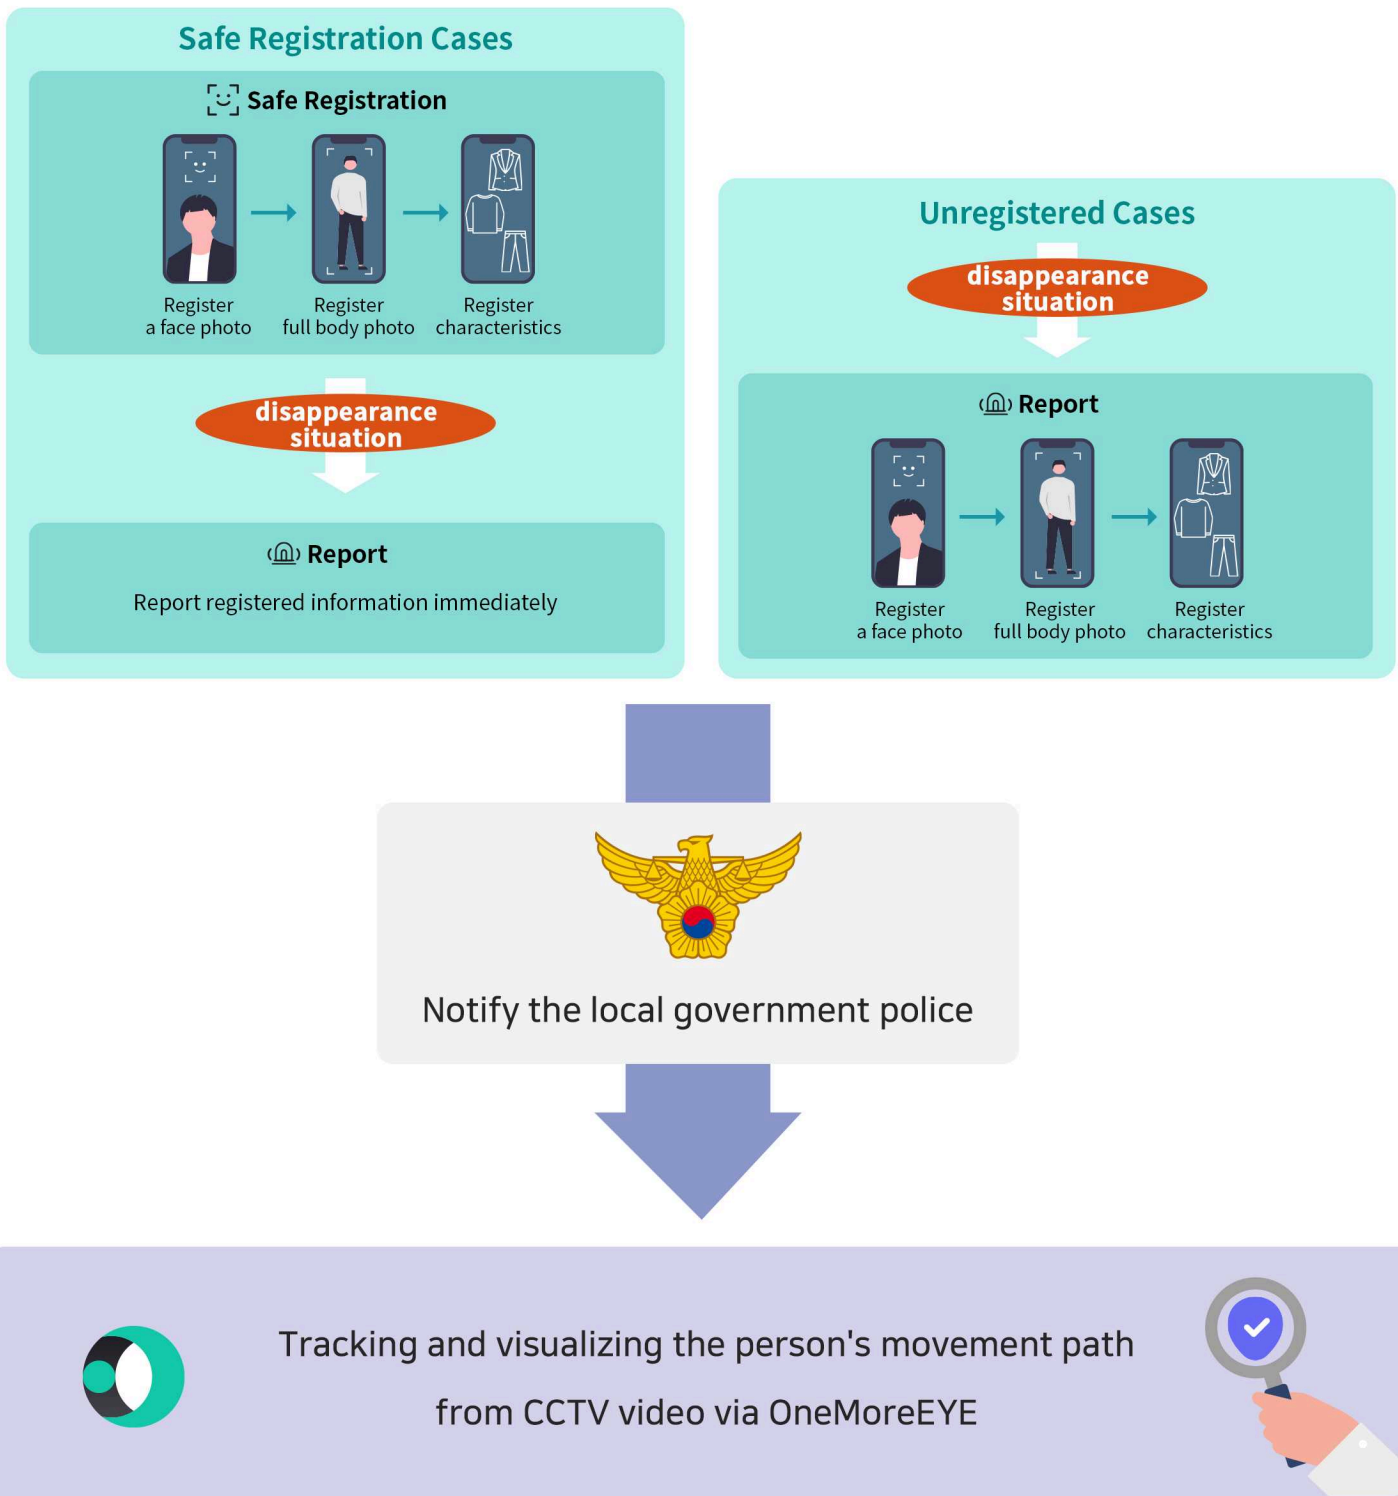 Safe Registration Cases
Safe Registration
Register
a face photo
Register
full body photo
Register
characteristics
disappearance
situation
Report
Report registered information immediately
Unregistered Cases
disappearance
situation
Report
Register
a face photo
Register
full body photo
Register
characteristics
Notify the local government police
Tracking and visualizing the person's movement path
from CCTV video via OneMoreEYE